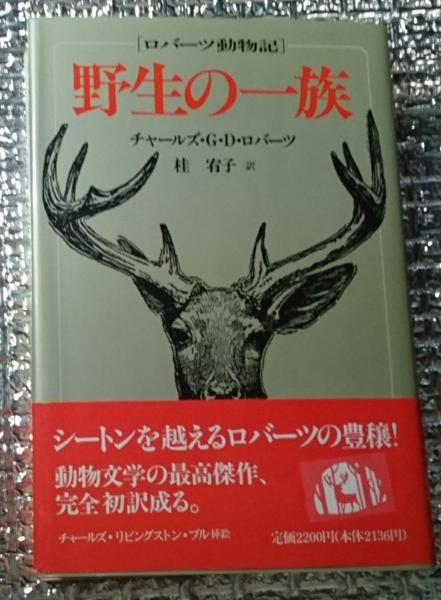 [ロバーツ動物記]
野生の一族
チャールズ・G・D・ロバーツ
桂 宥子 訳
シートンを越えるロバーツの豊穣!
動物文学の最高傑作、
完全初訳成る。
チャールズ・リビングストン・ブル挿絵
定価2200円(本体2136円)